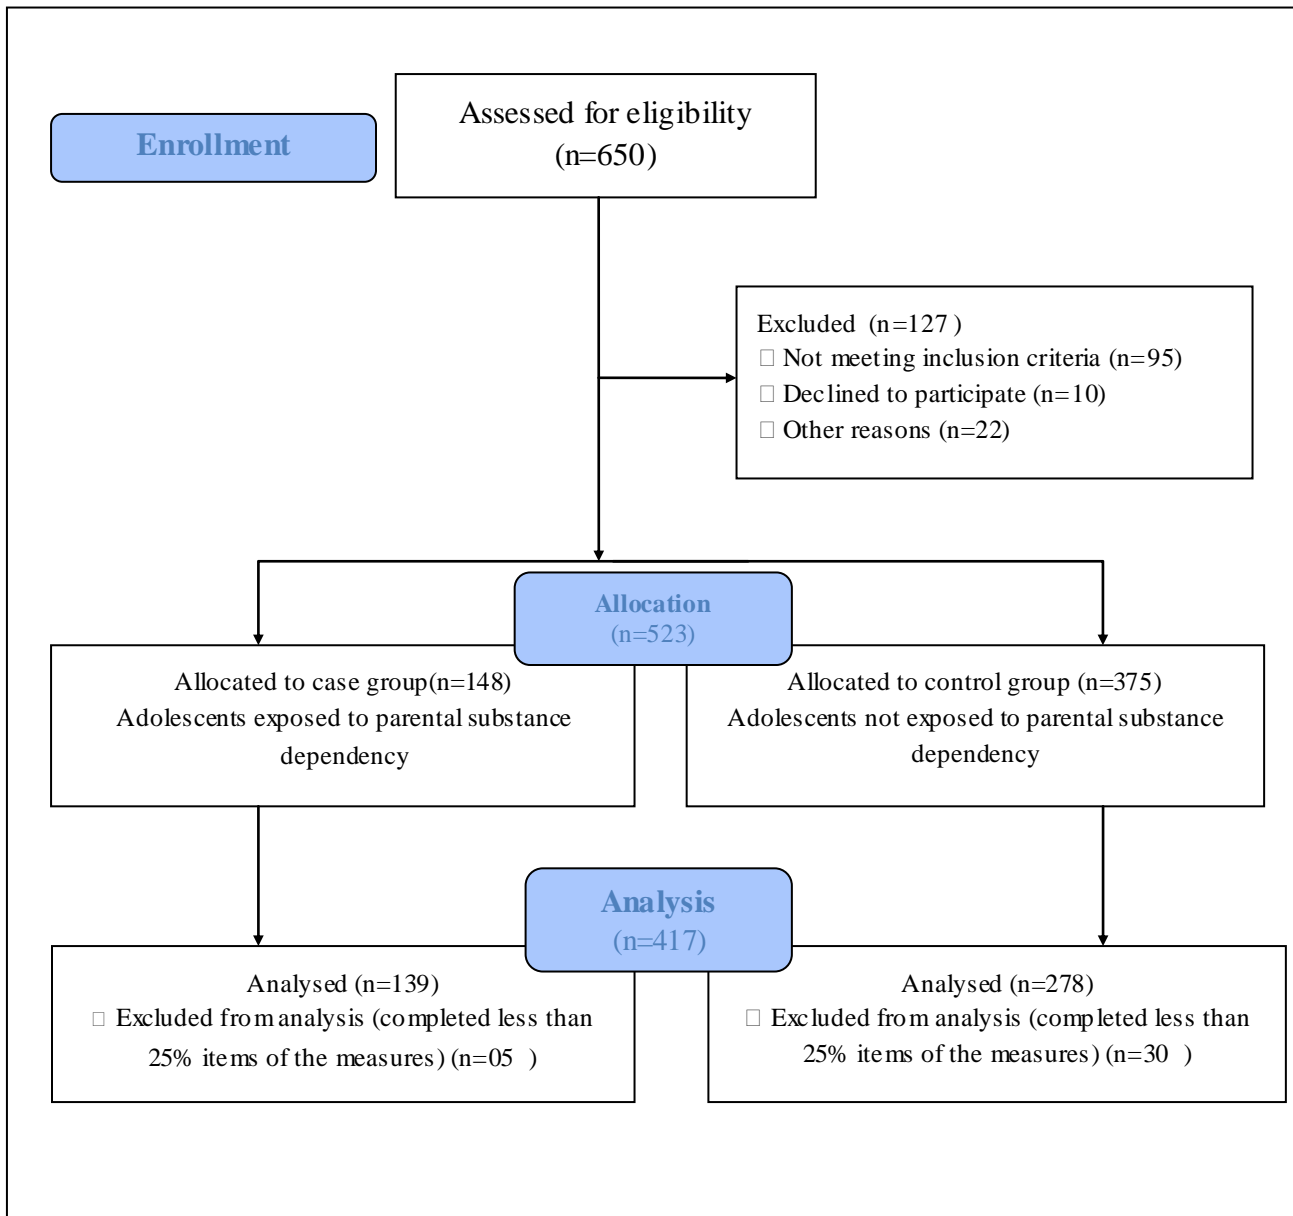 Enrollment
Assessed for eligibility
(n=650)
Excluded (n=127 )
□ Not meeting inclusion criteria (n=95)
□ Declined to participate (n=10)
□ Other reasons (n=22)
Allocation
(n=523)
Allocated to case group(n=148)
Adolescents exposed to parental substance
dependency
Allocated to control group (n=375)
Adolescents not exposed to parental substance
dependency
Analysis
(n=417)
Analysed (n=139)
□ Excluded from analysis (completed less than
25% items of the measures) (n=05 )
Analysed (n=278)
□ Excluded from analysis (completed less than
25% items of the measures) (n=30 )